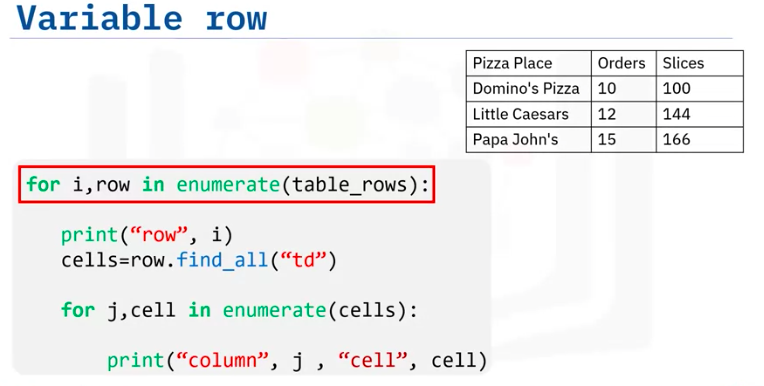 Variable row
Pizza Place Orders Slices
Domino's Pizza 10 100
Little Caesars 12 144
Papa John's 15 166
for i,row in enumerate(table_rows):
print(“row”, i)
cells=row.find_all(“td”)
for j,cell in enumerate(cells):
print(“column”, j , “cell”, cell)